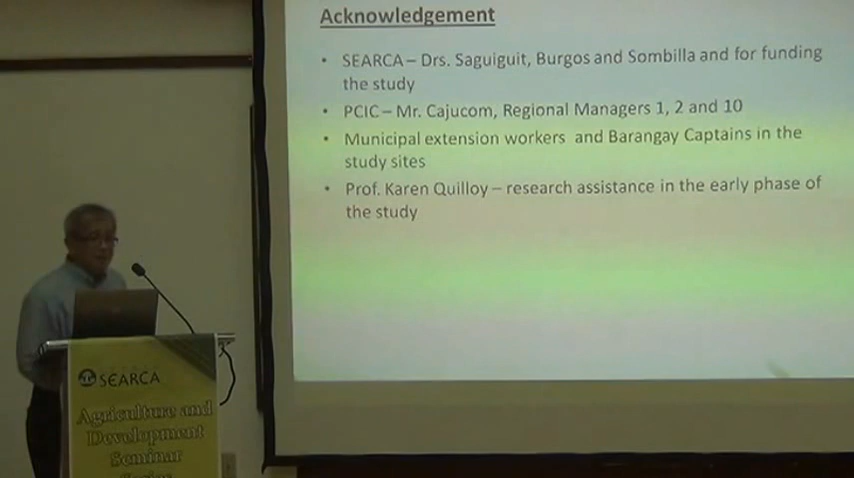 Acknowledgement
• SEARCA – Drs. Saguiguit, Burgos and Sombilla and for funding
the study
• PCIC – Mr. Cajucom, Regional Managers 1, 2 and 10
• Municipal extension workers and Barangay Captains in the
study sites
• Prof. Karen Quilloy – research assistance in the early phase of
the study
SEARCA
Agriculture and
Development
Seminar
Series